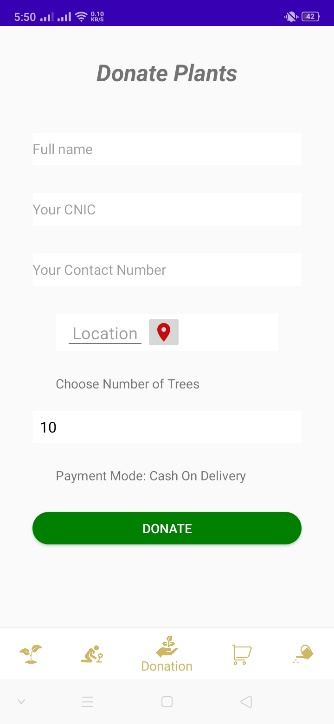 5:50 0.10 KB/S 42
Donate Plants
Full name
Your CNIC
Your Contact Number
Location
Choose Number of Trees
10
Payment Mode: Cash On Delivery
DONATE
Donation